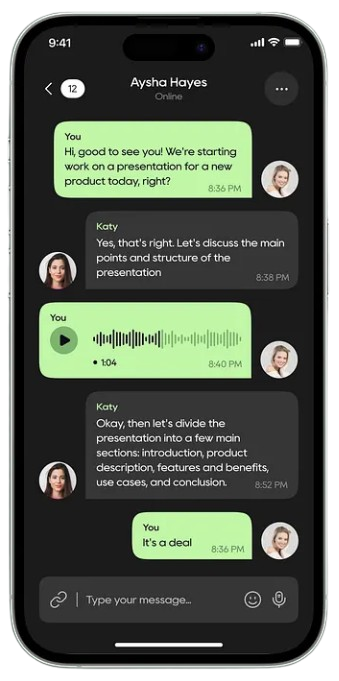 9:41
12
Aysha Hayes
Online
You
Hi, good to see you! We're starting
work on a presentation for a new
product today, right?
8:36 PM
Katy
Yes, that's right. Let's discuss the main
points and structure of the
presentation
8:38 PM
You
1:04
8:40 PM
Katy
Okay, then let's divide the
presentation into a few main
sections: introduction, product
description, features and benefits,
use cases, and conclusion.
8:52 PM
You
It's a deal
8:36 PM
Type your message...